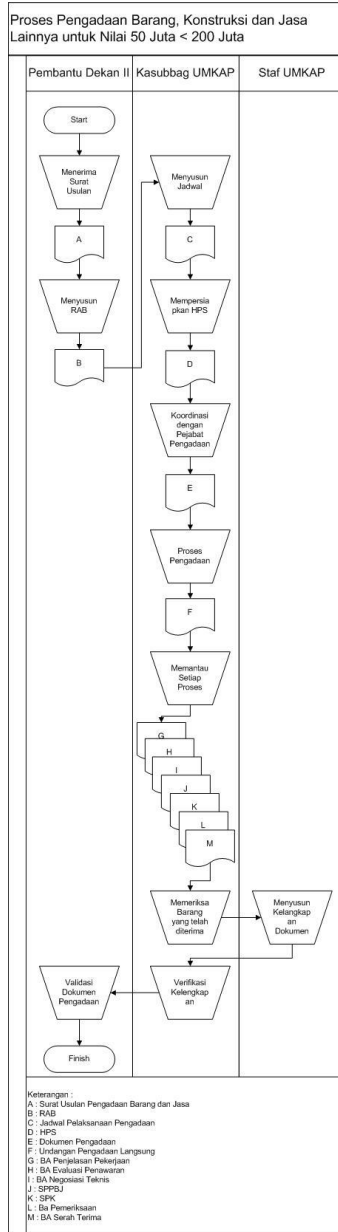 Proses Pengadaan Barang, Konstruksi dan Jasa
Lainnya untuk Nilai 50 Juta < 200 Juta
Pembantu Dekan II
Kasubbag UMKAP
Staf UMKAP
Start
Menerima
Surat
Usulan
A
Menyusun
RAB
B
Menyusun
Jadwal
C
Mempersia
pkan HPS
D
Koordinasi
dengan
Pejabat
Pengadaan
E
Proses
Pengadaan
F
Memantau
Setiap
Proses
G
H
I
J
K
L
M
Memeriksa
Barang
yang telah
diterima
Menyusun
Kelangkap
an
Dokumen
Verifikasi
Kelengkap
an
Validasi
Dokumen
Pengadaan
Finish
Keterangan :
A : Surat Usulan Pengadaan Barang dan Jasa
B : RAB
C : Jadwal Pelaksanaan Pengadaan
D : HPS
E : Dokumen Pengadaan
F : Undangan Pengadaan Langsung
G : BA Penjelasan Pekerjaan
H : BA Evaluasi Penawaran
I : BA Negosiasi Teknis
J : SPPBJ
K : SPK
L : Ba Pemeriksaan
M : BA Serah Terima